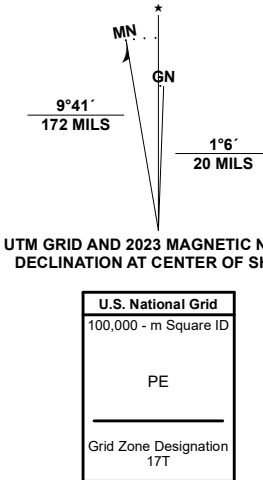 ★
MN
GN
9°41´
172 MILS
1°6´
20 MILS
UTM GRID AND 2023 MAGNETIC N
DECLINATION AT CENTER OF SH
U.S. National Grid
100,000 - m Square ID
PE
Grid Zone Designation
17T